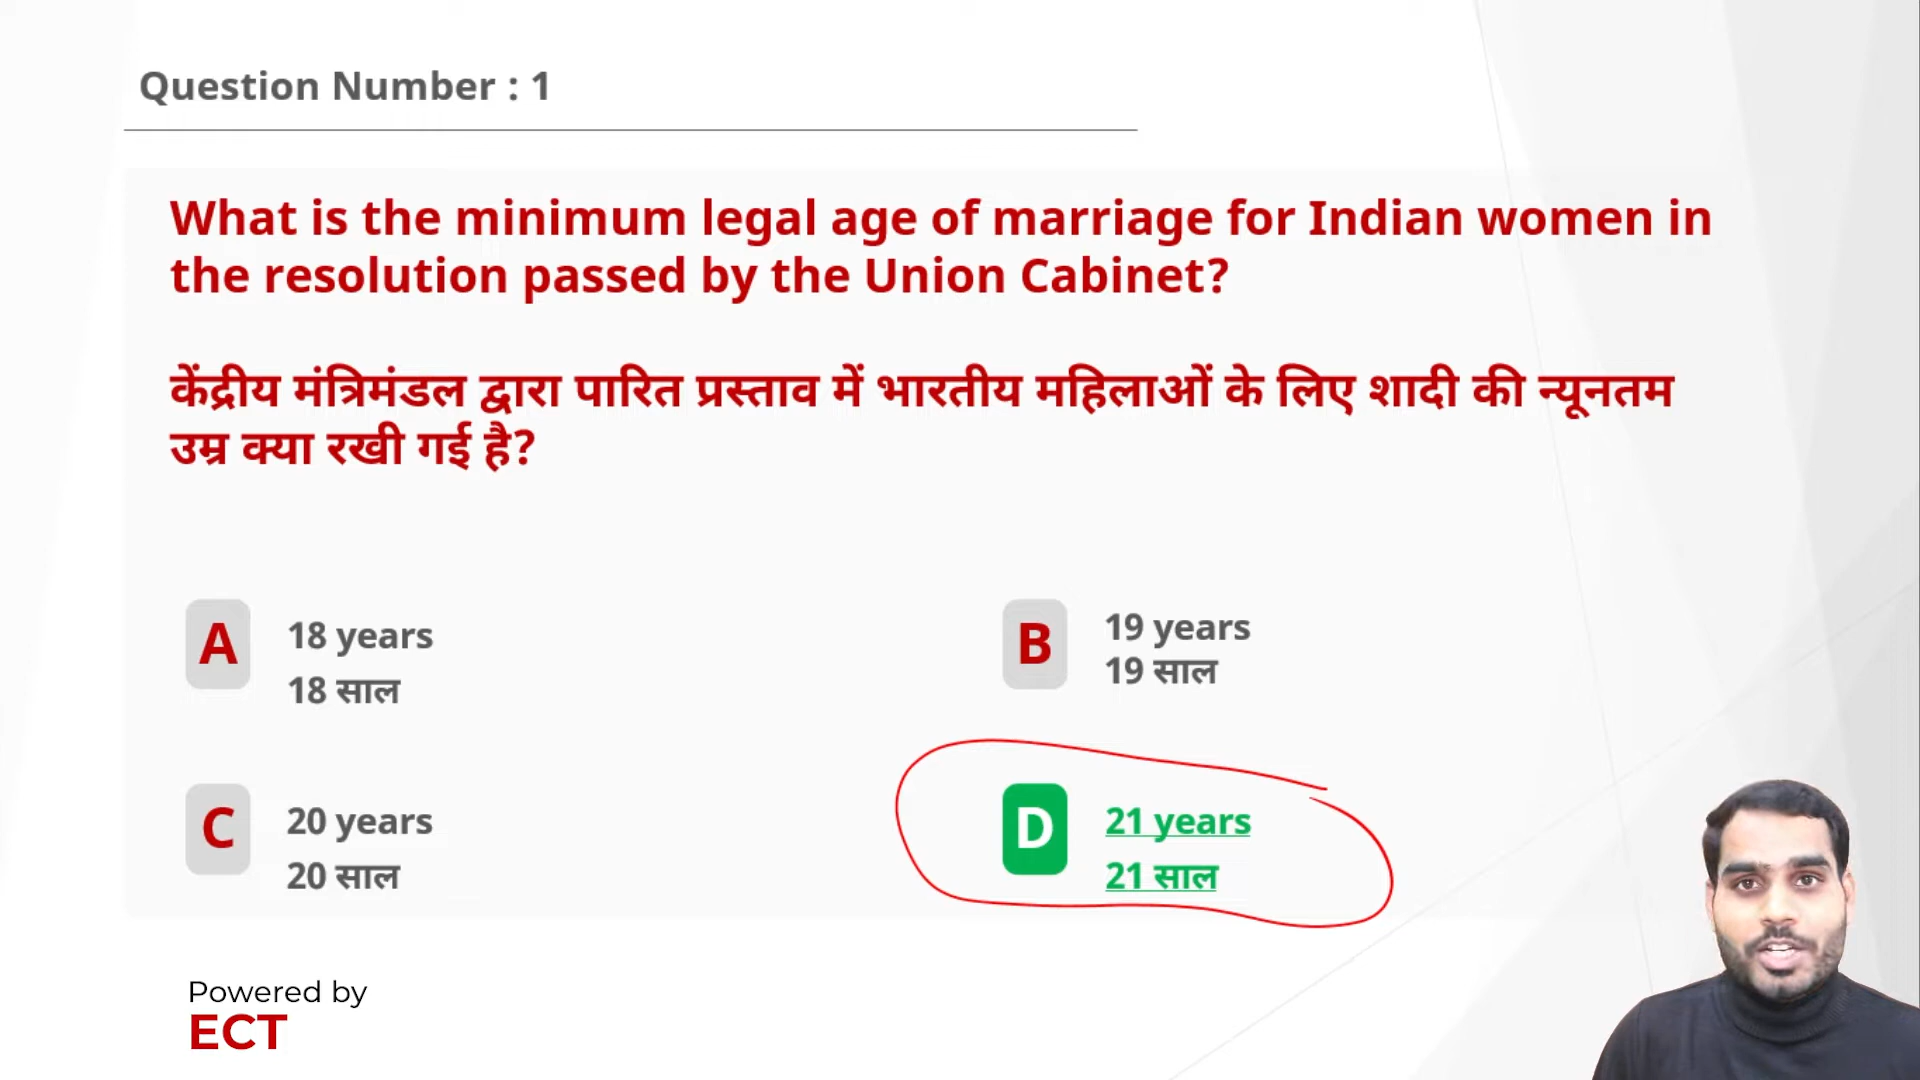 Question Number : 1
What is the minimum legal age of marriage for Indian women in
the resolution passed by the Union Cabinet?
केंद्रीय मंत्रिमंडल द्वारा पारित प्रस्ताव में भारतीय महिलाओं के लिए शादी की न्यूनतम
उम्र क्या रखी गई है?
A 18 years
18 साल
B 19 years
19 साल
C 20 years
20 साल
D 21 years
21 साल
Powered by
ECT